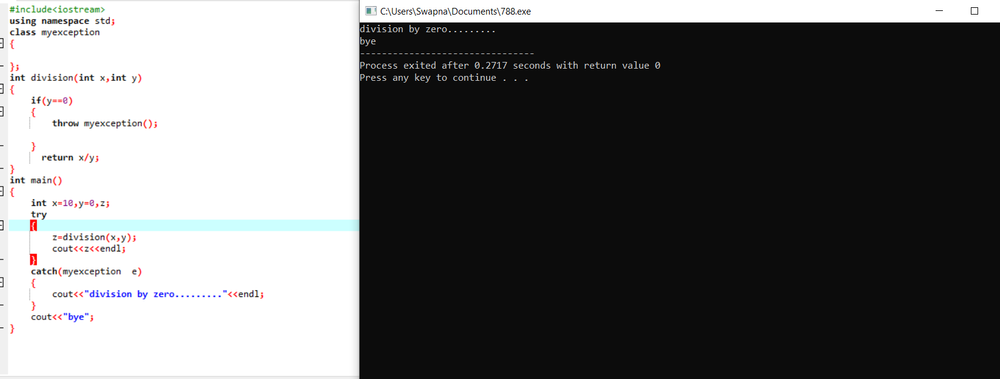 #include<iostream>
using namespace std;
class myexception
{
};
int division(int x,int y)
{
if(y==0)
{
throw myexception();
}
return x/y;
}
int main()
{
int x=10,y=0,z;
try
{
z=division(x,y);
cout<<z<<endl;
}
catch(myexception  e)
{
cout<<"division by zero........."<<endl;
}
cout<<"bye";
}
C:\Users\Swapna\Documents\788.exe
division by zero.........
bye
--------------------------------
Process exited after 0.2717 seconds with return value 0
Press any key to continue . . .